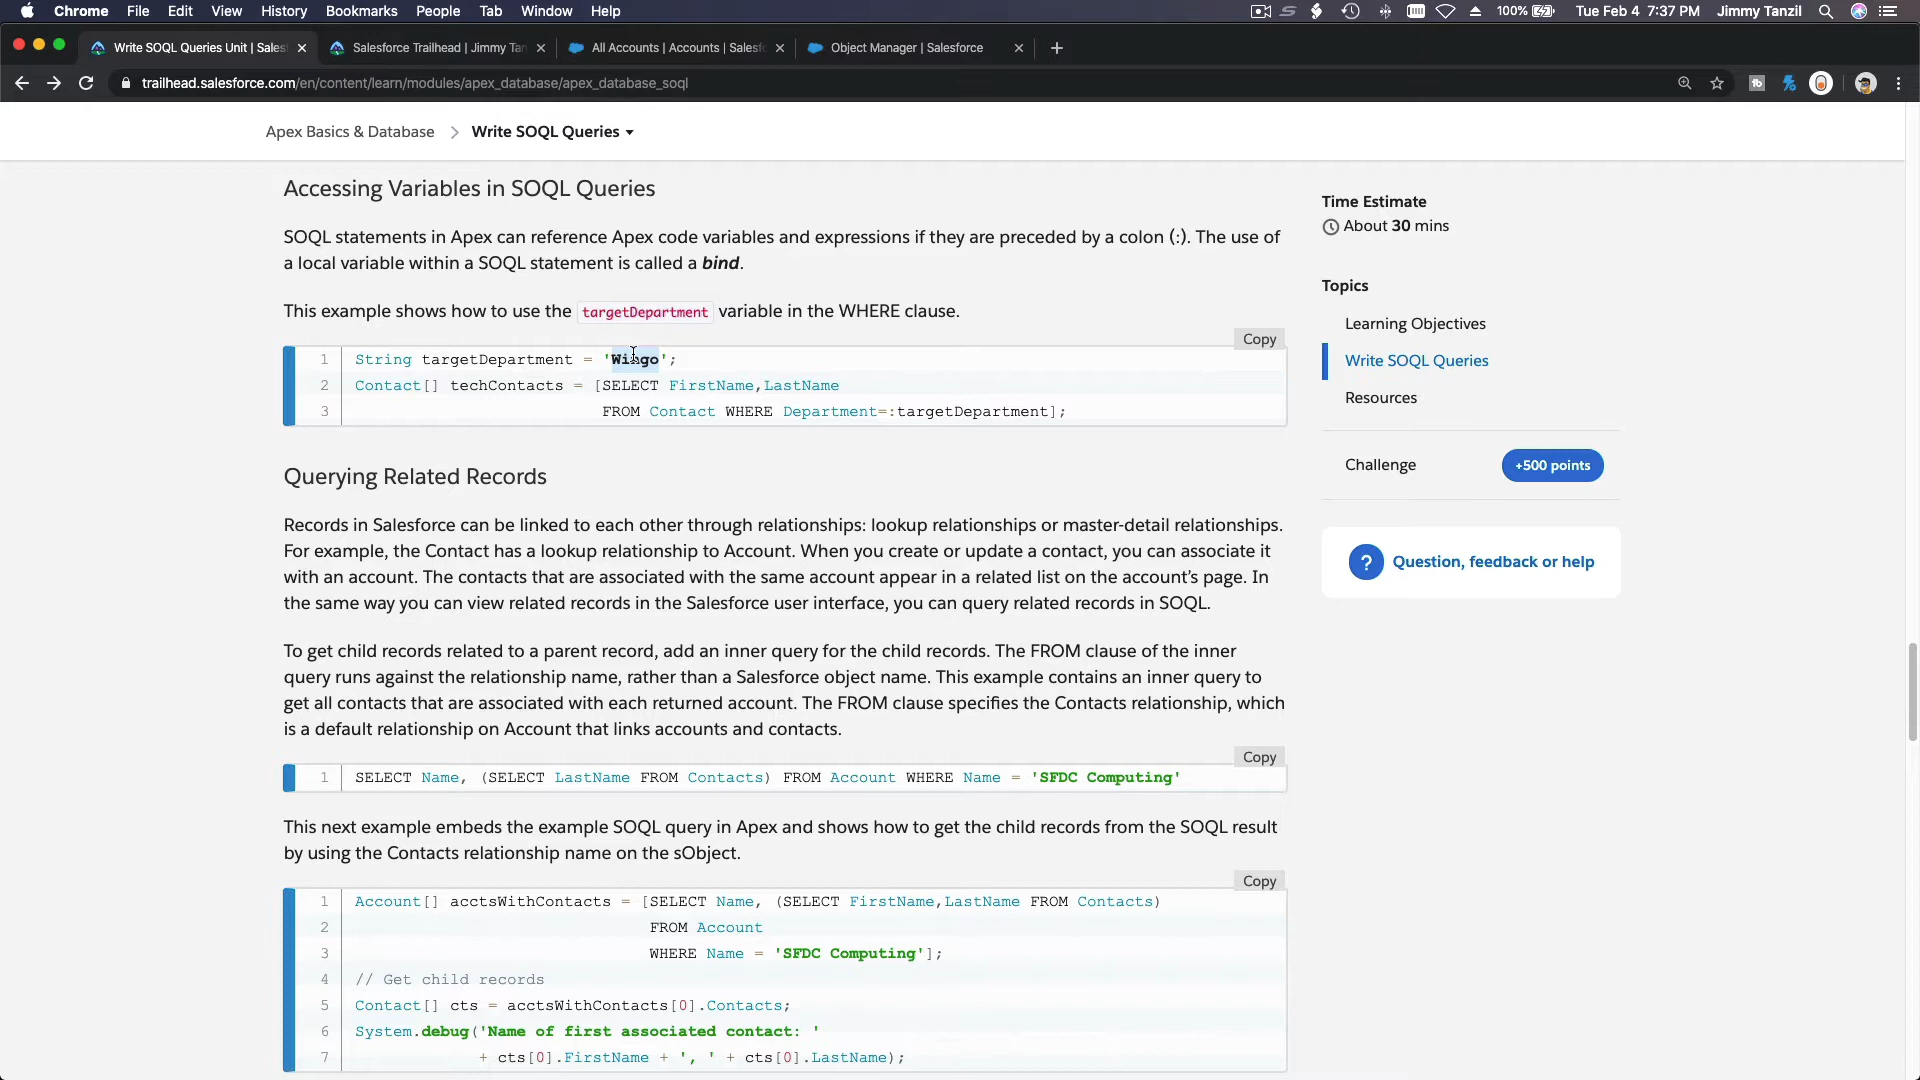 Chrome File Edit View History Bookmarks People Tab Window Help 100% Tue Feb 4 7:37 PM Jimmy Tanzil
Write SOQL Queries Unit | Sales Salesforce Trailhead | Jimmy Tan All Accounts | Accounts | Salesf Object Manager | Salesforce
trailhead.salesforce.com/en/content/learn/modules/apex_database/apex_database_soql
Apex Basics & Database > Write SOQL Queries
Accessing Variables in SOQL Queries
SOQL statements in Apex can reference Apex code variables and expressions if they are preceded by a colon (:). The use of
a local variable within a SOQL statement is called a bind.
This example shows how to use the targetDepartment variable in the WHERE clause.
Copy
1 String targetDepartment = 'Wingo';
2 Contact[] techContacts = [SELECT FirstName,LastName
3 FROM Contact WHERE Department=:targetDepartment];
Querying Related Records
Records in Salesforce can be linked to each other through relationships: lookup relationships or master-detail relationships.
For example, the Contact has a lookup relationship to Account. When you create or update a contact, you can associate it
with an account. The contacts that are associated with the same account appear in a related list on the account’s page. In
the same way you can view related records in the Salesforce user interface, you can query related records in SOQL.
To get child records related to a parent record, add an inner query for the child records. The FROM clause of the inner
query runs against the relationship name, rather than a Salesforce object name. This example contains an inner query to
get all contacts that are associated with each returned account. The FROM clause specifies the Contacts relationship, which
is a default relationship on Account that links accounts and contacts.
Copy
1 SELECT Name, (SELECT LastName FROM Contacts) FROM Account WHERE Name = 'SFDC Computing'
This next example embeds the example SOQL query in Apex and shows how to get the child records from the SOQL result
by using the Contacts relationship name on the sObject.
Copy
1 Account[] acctsWithContacts = [SELECT Name, (SELECT FirstName,LastName FROM Contacts)
2 FROM Account
3 WHERE Name = 'SFDC Computing'];
4 // Get child records
5 Contact[] cts = acctsWithContacts[0].Contacts;
6 System.debug('Name of first associated contact: '
7 + cts[0].FirstName + ', ' + cts[0].LastName);
Time Estimate
About 30 mins
Topics
Learning Objectives
Write SOQL Queries
Resources
Challenge +500 points
? Question, feedback or help